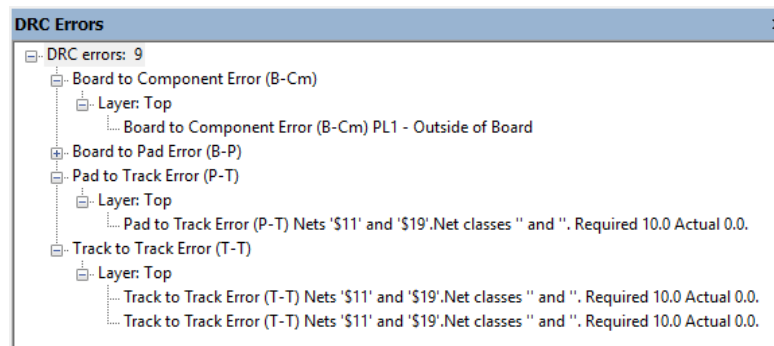 DRC Errors
DRC errors: 9
Board to Component Error (B-Cm)
Layer: Top
Board to Component Error (B-Cm) PL1 - Outside of Board
Board to Pad Error (B-P)
Pad to Track Error (P-T)
Layer: Top
Pad to Track Error (P-T) Nets '$11' and '$19'.Net classes '' and ''. Required 10.0 Actual 0.0.
Track to Track Error (T-T)
Layer: Top
Track to Track Error (T-T) Nets '$11' and '$19'.Net classes '' and ''. Required 10.0 Actual 0.0.
Track to Track Error (T-T) Nets '$11' and '$19'.Net classes '' and ''. Required 10.0 Actual 0.0.